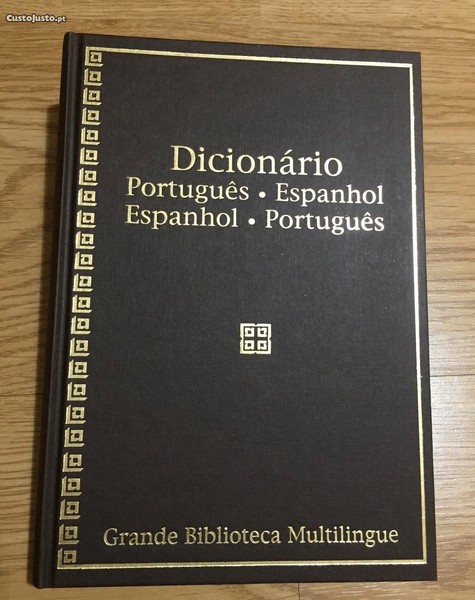 CustoJusto.pt
Dicionário
Português • Espanhol
Espanhol • Português
Grande Biblioteca Multilingue